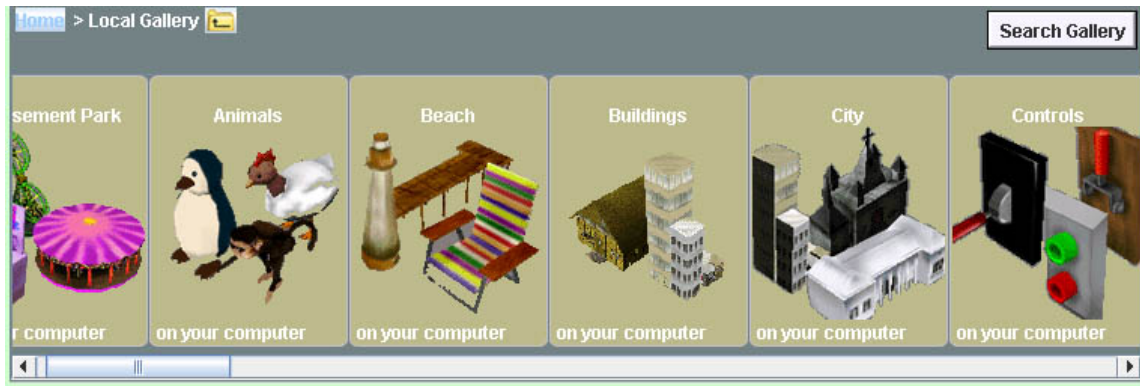 Home > Local Gallery
Search Gallery
sement Park
Animals
Beach
Buildings
City
Controls
r computer
on your computer
on your computer
on your computer
on your computer
on your computer